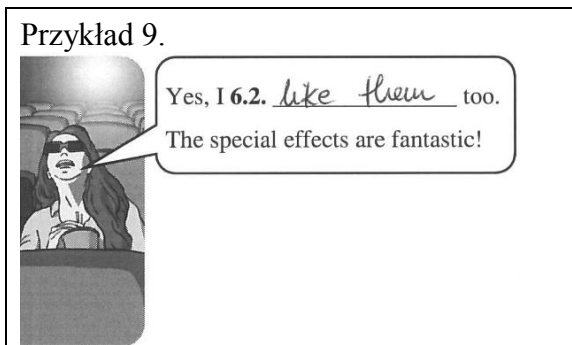 Przykład 9.
Yes, I 6.2. like them too.
The special effects are fantastic!